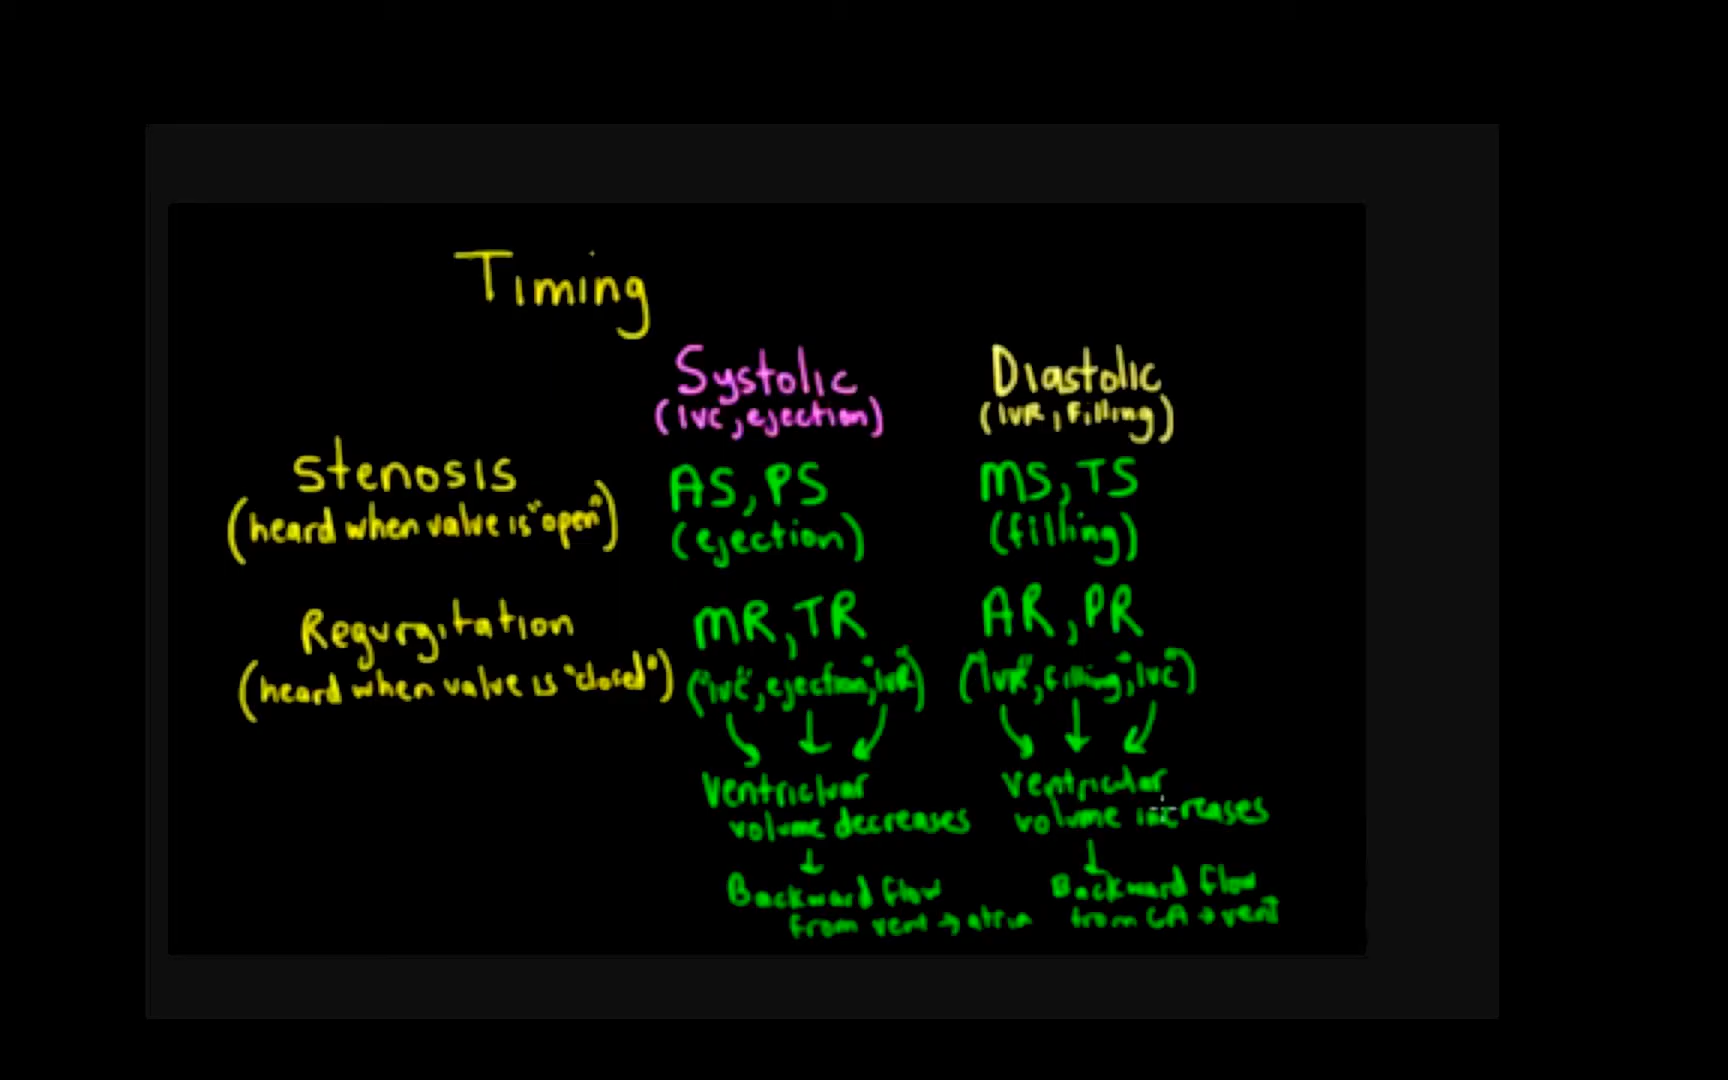 Timing
Systolic
(IVC, ejection)
Diastolic
(IVR, Filling)
Stenosis
(heard when valve is "open")
AS, PS
(ejection)
MS, TS
(filling)
Regurgitation
(heard when valve is "closed")
MR, TR
("IVC", ejection, "IVR")
AR, PR
("IVR", filling, "IVC")
Ventricular
volume decreases
Ventricular
volume increases
Backward flow
from vent → atria
Backward flow
from GA → vent